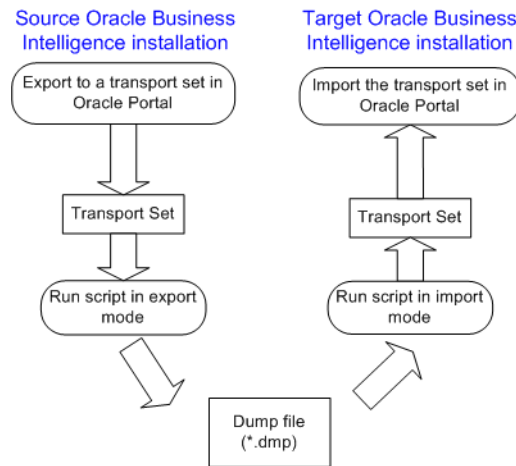 Source Oracle Business
Intelligence installation
Export to a transport set in
Oracle Portal
Transport Set
Run script in export
mode
Dump file
(*.dmp)
Target Oracle Business
Intelligence installation
Import the transport set in
Oracle Portal
Transport Set
Run script in import
mode